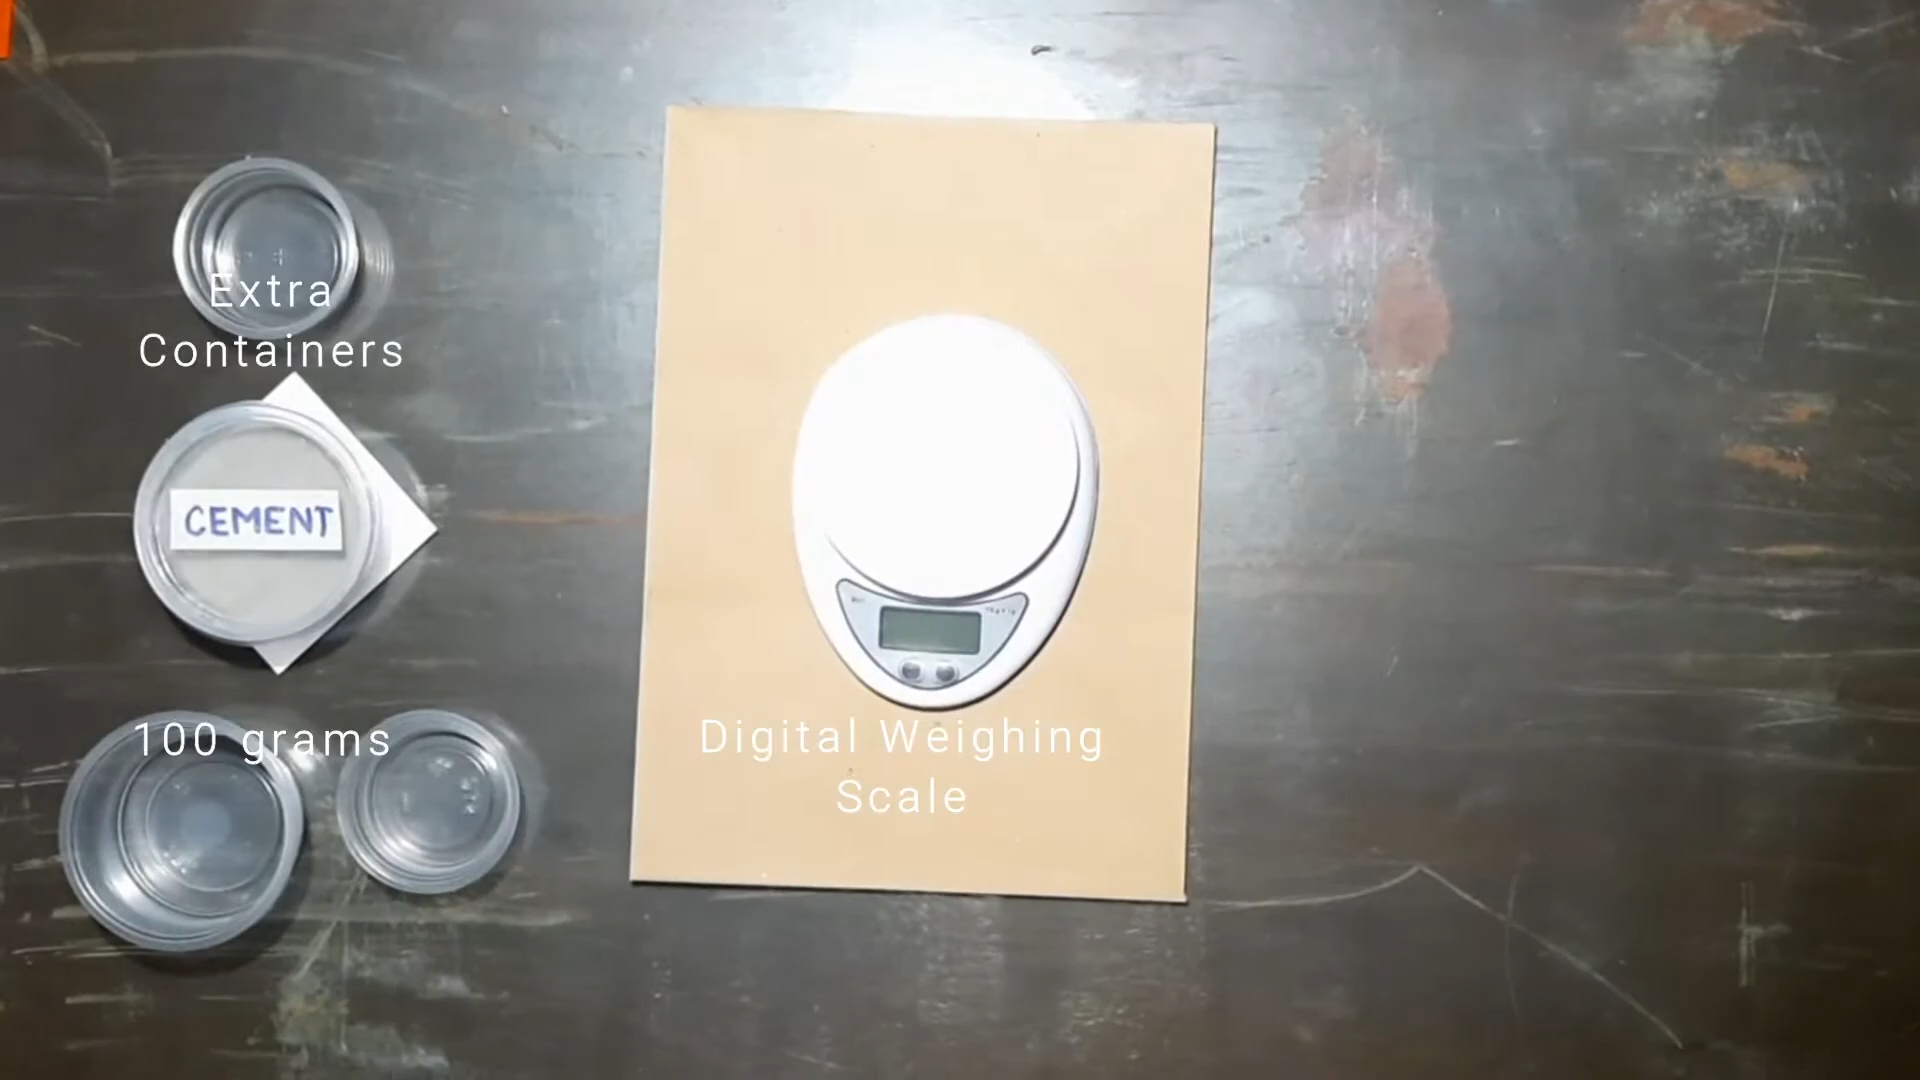 Extra
Containers
CEMENT
100 grams
Digital Weighing
Scale